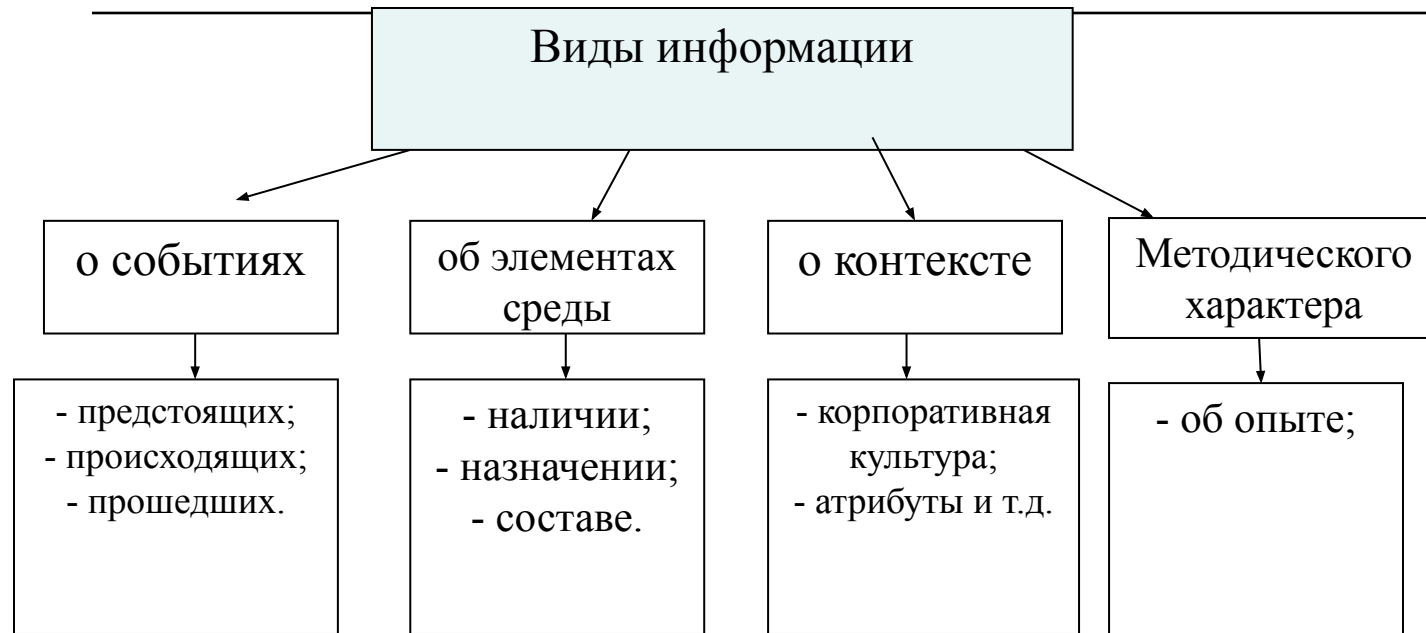 Виды информации
о событиях
об элементах
среды
о контексте
Методического
характера
- предстоящих;
- происходящих;
- прошедших.
- наличии;
- назначении;
- составе.
- корпоративная
культура;
- атрибуты и т.д.
- об опыте;